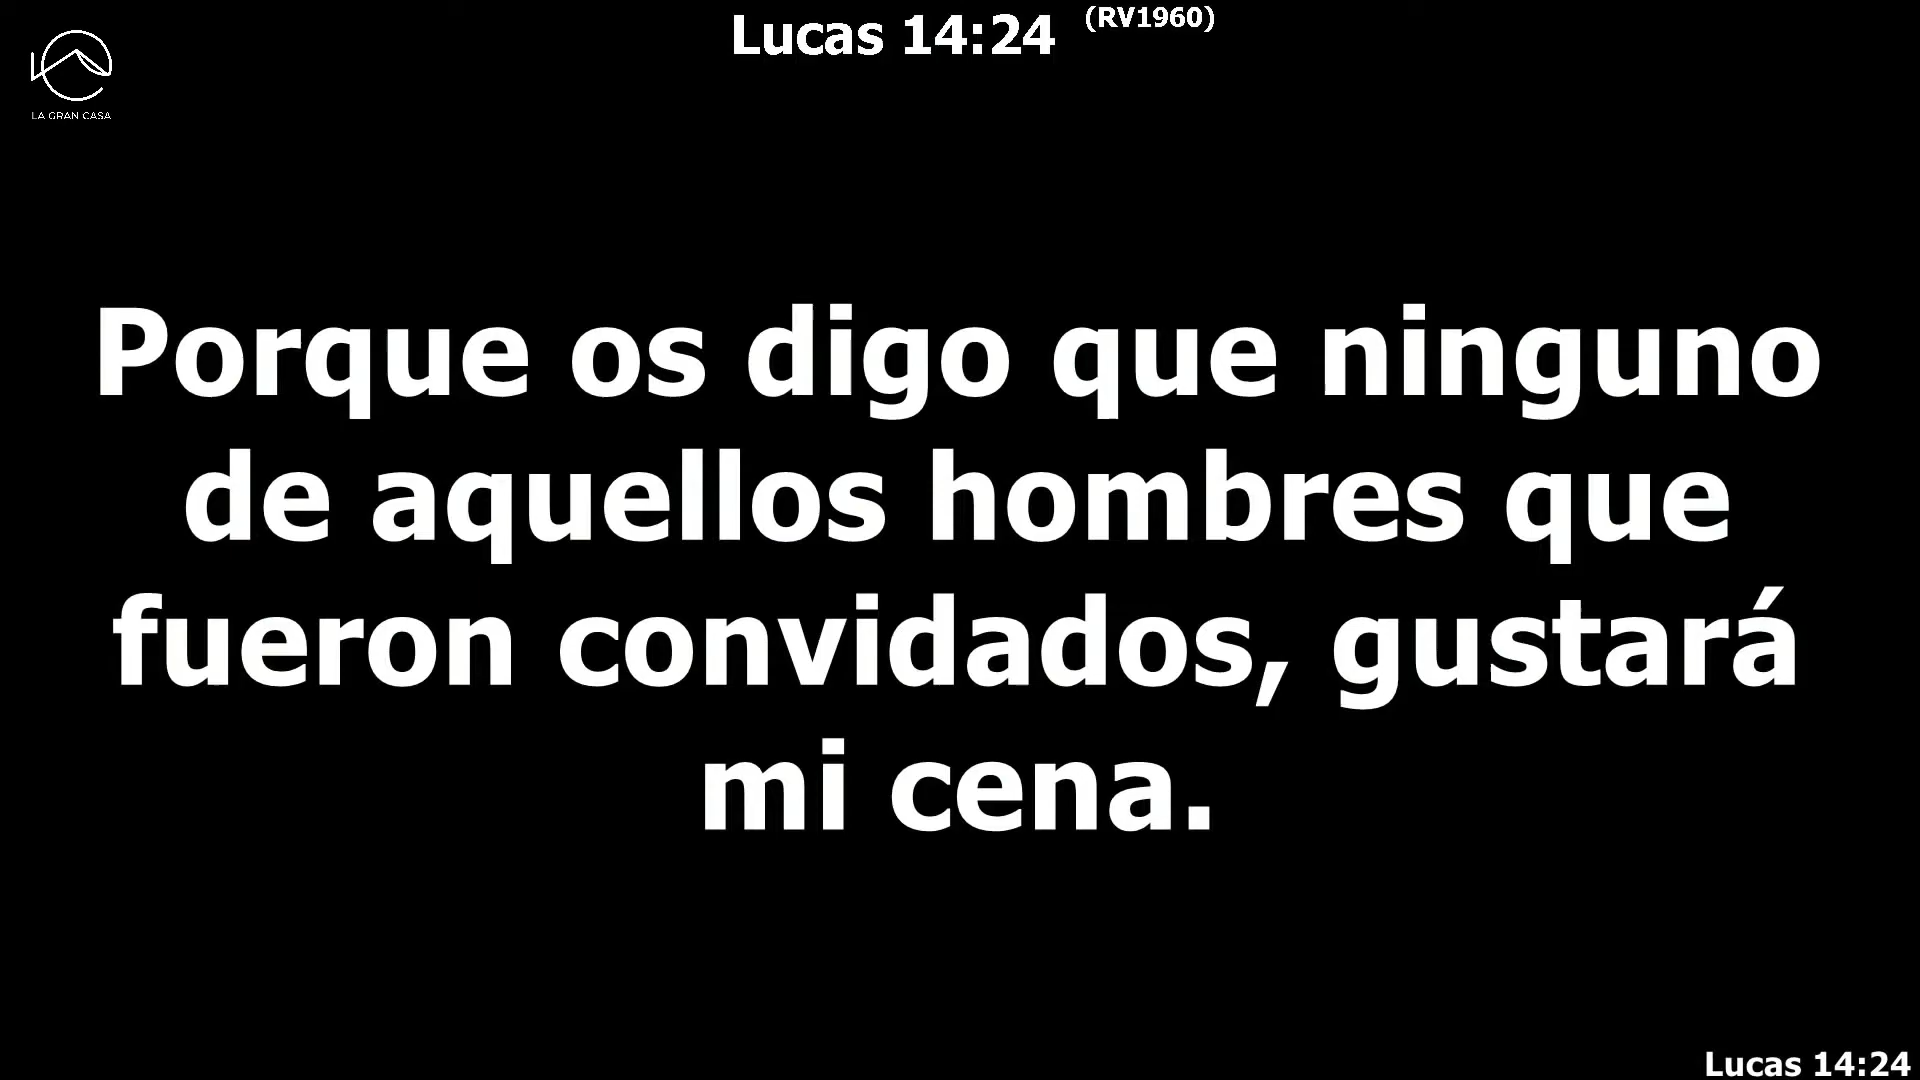 Lucas 14:24 (RV1960)
LA GRAN CASA
Porque os digo que ninguno
de aquellos hombres que
fueron convidados, gustará
mi cena.
Lucas 14:24